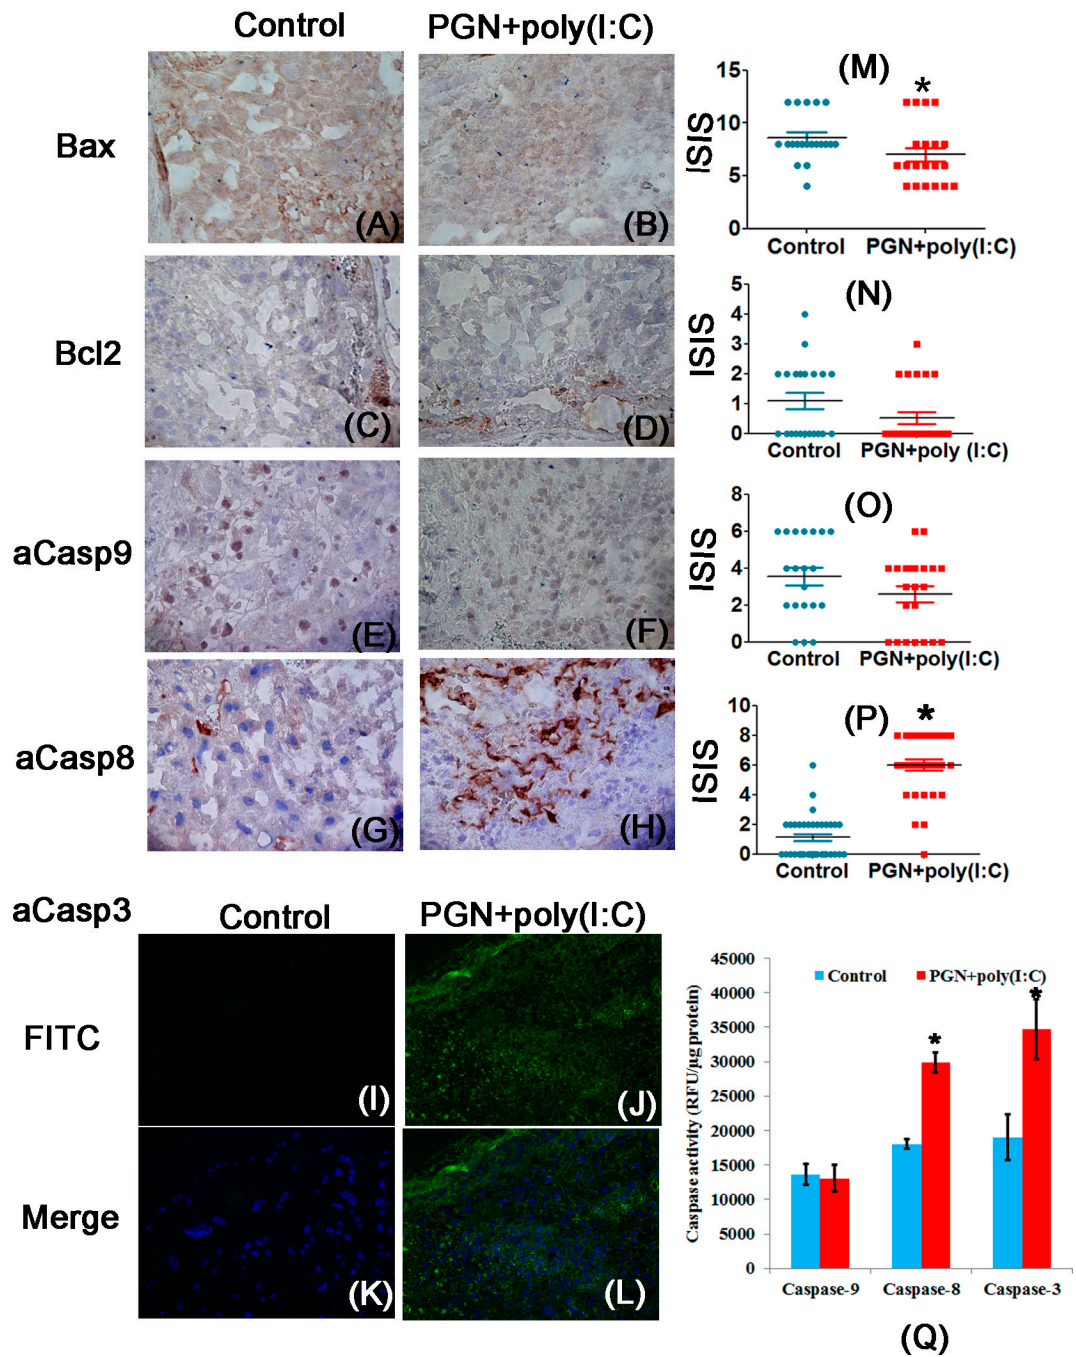 Control PGN+poly(I:C)
Bax
(A)
(B)
ISIS
15
10
5
0
(M)
*
Control PGN+poly(I:C)
Bcl2
(C)
(D)
ISIS
5
4
3
2
1
0
(N)
Control PGN+poly (I:C)
aCasp9
(E)
(F)
ISIS
8
6
4
2
0
(O)
Control PGN+poly(I:C)
aCasp8
(G)
(H)
ISIS
10
8
6
4
2
0
(P)
*
Control PGN+poly(I:C)
aCasp3
Control PGN+poly(I:C)
FITC
(I)
(J)
Merge
(K)
(L)
Caspase activity (RFU/µg protein)
45000
40000
35000
30000
25000
20000
15000
10000
5000
0
Control PGN+poly(I:C)
*
*
Caspase-9 Caspase-8 Caspase-3
(Q)